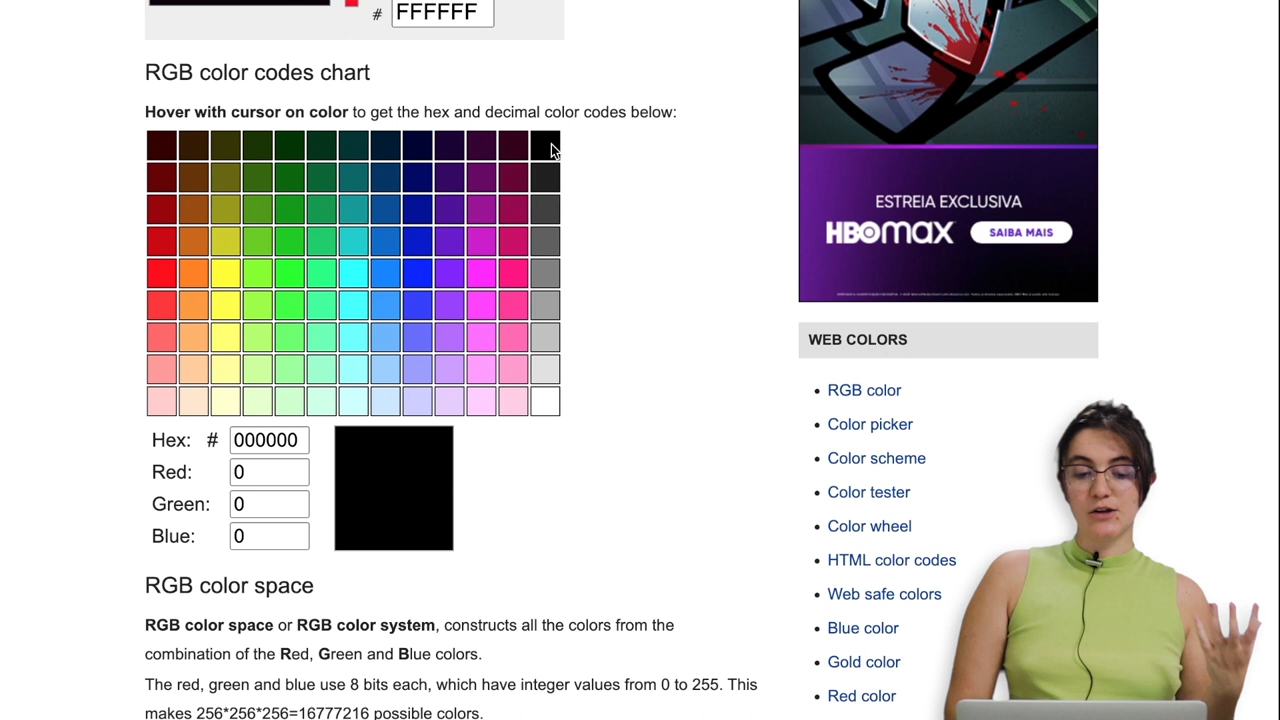 # FFFFFF
RGB color codes chart
Hover with cursor on color to get the hex and decimal color codes below:
Hex: # 000000
Red: 0
Green: 0
Blue: 0
RGB color space
RGB color space or RGB color system, constructs all the colors from the
combination of the Red, Green and Blue colors.
The red, green and blue use 8 bits each, which have integer values from 0 to 255. This
makes 256*256*256=16777216 possible colors.
ESTREIA EXCLUSIVA
HBOmax SAIBA MAIS
WEB COLORS
• RGB color
• Color picker
• Color scheme
• Color tester
• Color wheel
• HTML color codes
• Web safe colors
• Blue color
• Gold color
• Red color